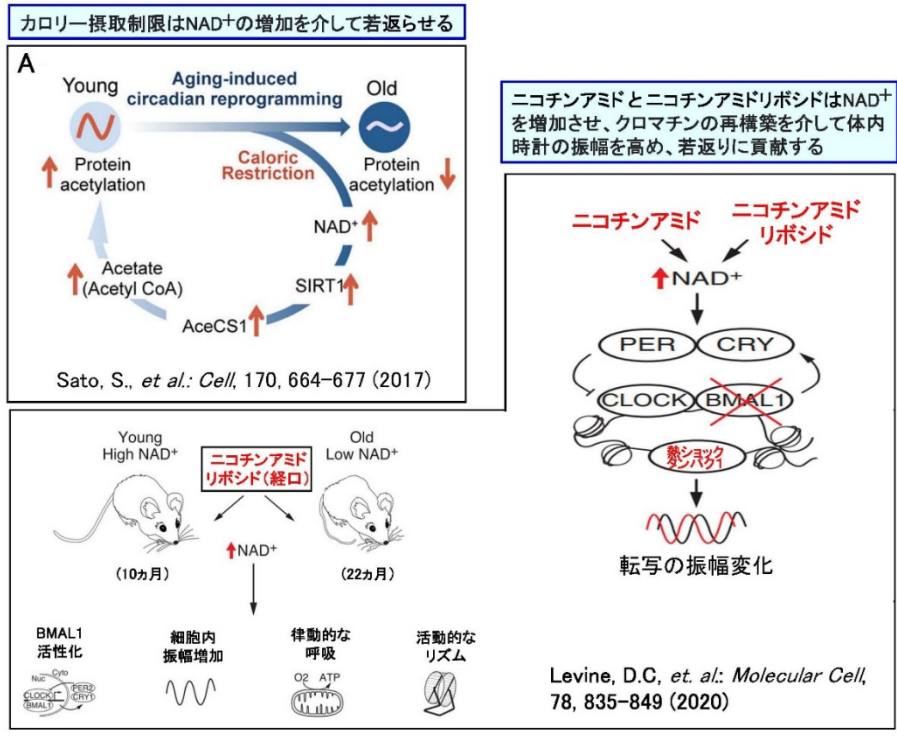 カロリー摂取制限はNAD⁺の増加を介して若返らせる
A
Young
Aging-induced
circadian reprogramming
Old
Caloric
Restriction
Protein
acetylation
Protein
acetylation
NAD⁺
SIRT1
AceCS1
Acetate
(Acetyl CoA)
Sato, S., et al.: Cell, 170, 664-677 (2017)
ニコチンアミドとニコチンアミドリボシドはNAD⁺
を増加させ、クロマチンの再構築を介して体内
時計の振幅を高め、若返りに貢献する
ニコチンアミド
ニコチンアミド
リボシド
NAD⁺
PER
CRY
CLOCK
BMAL1
熱ショック
タンパク1
転写の振幅変化
Young
High NAD⁺
ニコチンアミド
リボシド(経口)
Old
Low NAD⁺
(10ヵ月)
NAD⁺
(22ヵ月)
BMAL1
活性化
Nuc
Cyto
CLOCK
BMAL1
PER2
CRY1
細胞内
振幅増加
律動的な
呼吸
O2
ATP
活動的な
リズム
Levine, D.C, et. al.: Molecular Cell,
78, 835-849 (2020)